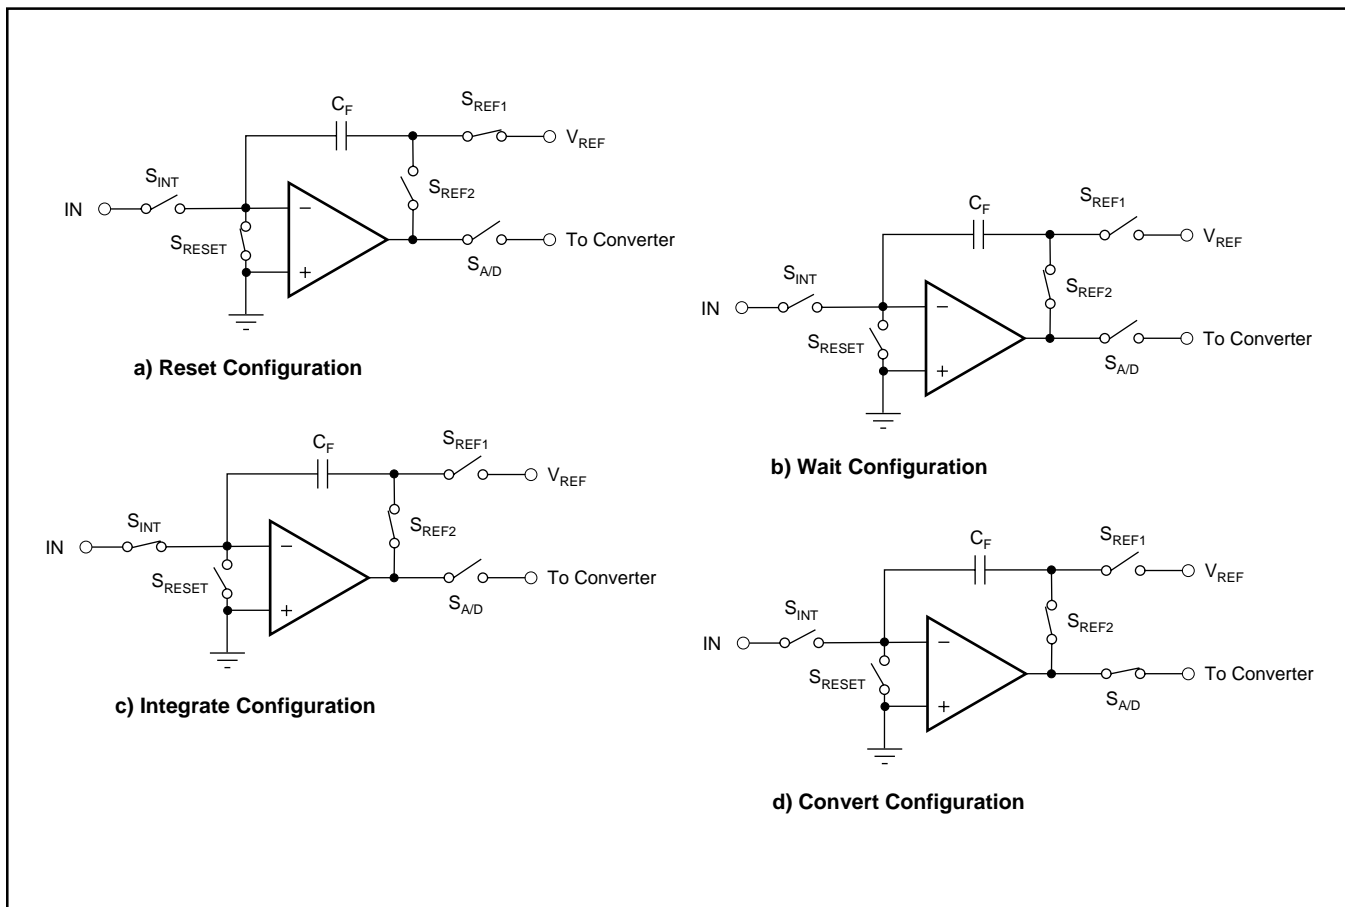 C_F
S_REF1
V_REF
S_INT
IN
S_REF2
S_RESET
−
+
To Converter
S_A/D
a) Reset Configuration
C_F
S_REF1
V_REF
S_INT
IN
S_REF2
S_RESET
−
+
To Converter
S_A/D
b) Wait Configuration
C_F
S_REF1
V_REF
S_INT
IN
S_REF2
S_RESET
−
+
To Converter
S_A/D
c) Integrate Configuration
C_F
S_REF1
V_REF
S_INT
IN
S_REF2
S_RESET
−
+
To Converter
S_A/D
d) Convert Configuration